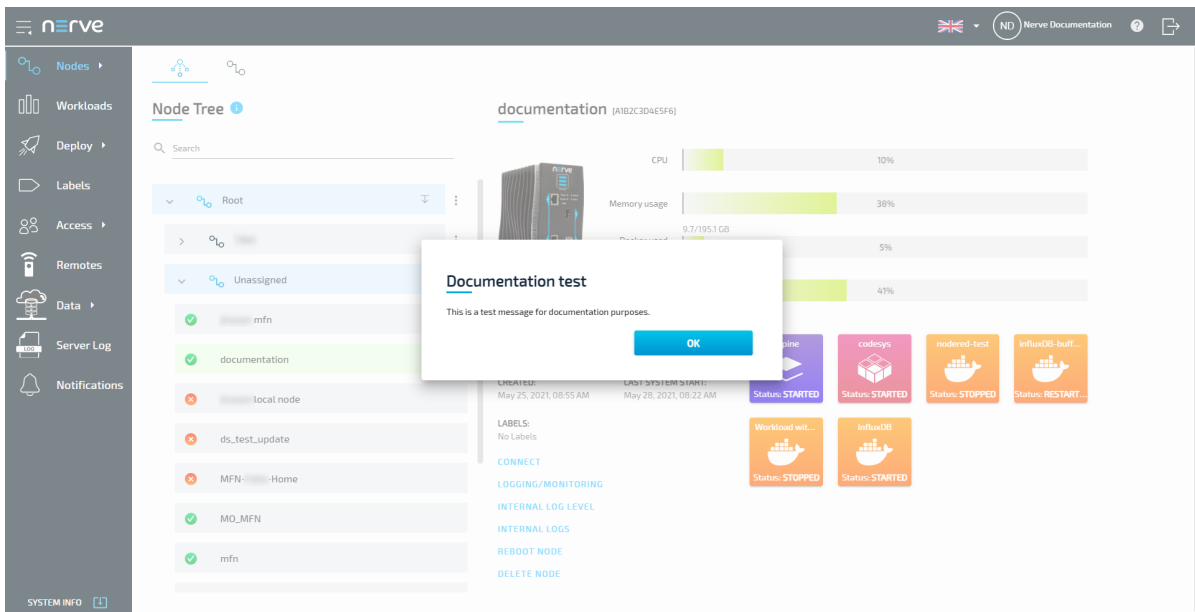 nerve
ND Nerve Documentation
Nodes
Workloads
Deploy
Labels
Access
Remotes
Data
LOG
Server Log
Notifications
SYSTEM INFO
Node Tree
Search
Root
Unassigned
mfn
documentation
local node
ds_test_update
MFN- -Home
MO_MFN
mfn
documentation [A1B2C3D4E5F6]
nerve
CPU 10%
Memory usage 38%
9.7/195.1 GB
5%
41%
Documentation test
This is a test message for documentation purposes.
OK
CREATED: LAST SYSTEM START:
May 25, 2021, 08:55 AM May 28, 2021, 08:22 AM
LABELS:
No Labels
CONNECT
LOGGING/MONITORING
INTERNAL LOG LEVEL
INTERNAL LOGS
REBOOT NODE
DELETE NODE
codesys nodered-test influxDB-buff...
Status: STARTED Status: STARTED Status: STOPPED Status: RESTART...
Workload wit... InfluxDB
Status: STOPPED Status: STARTED